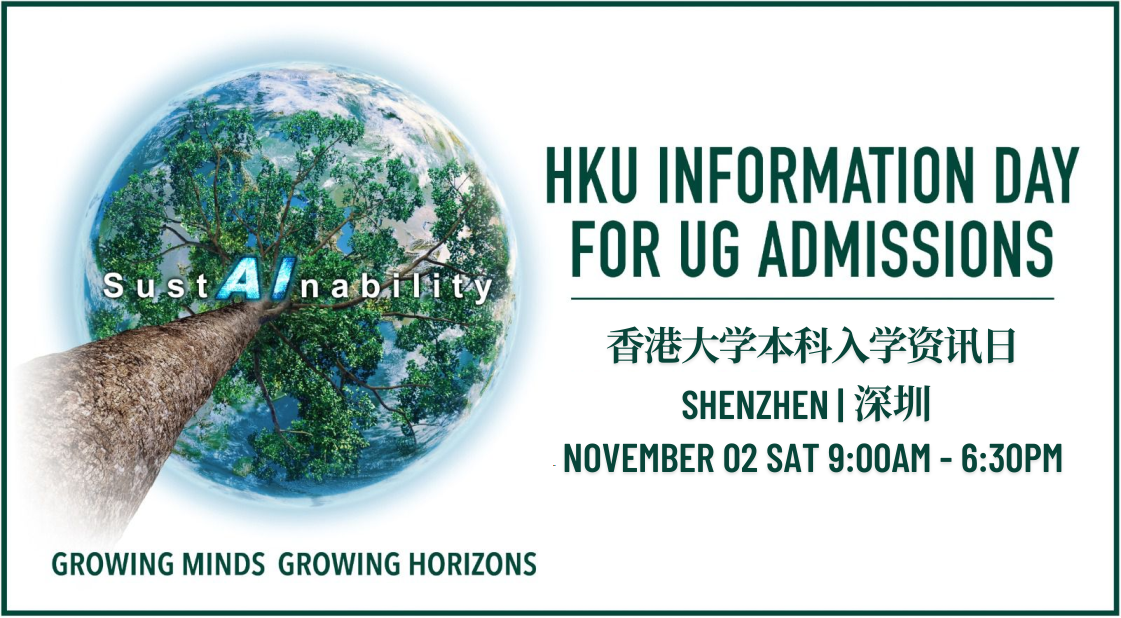 SustAInability
GROWING MINDS GROWING HORIZONS
HKU INFORMATION DAY
FOR UG ADMISSIONS
香港大学本科入学资讯日
SHENZHEN | 深圳
NOVEMBER 02 SAT 9:00AM - 6:30PM